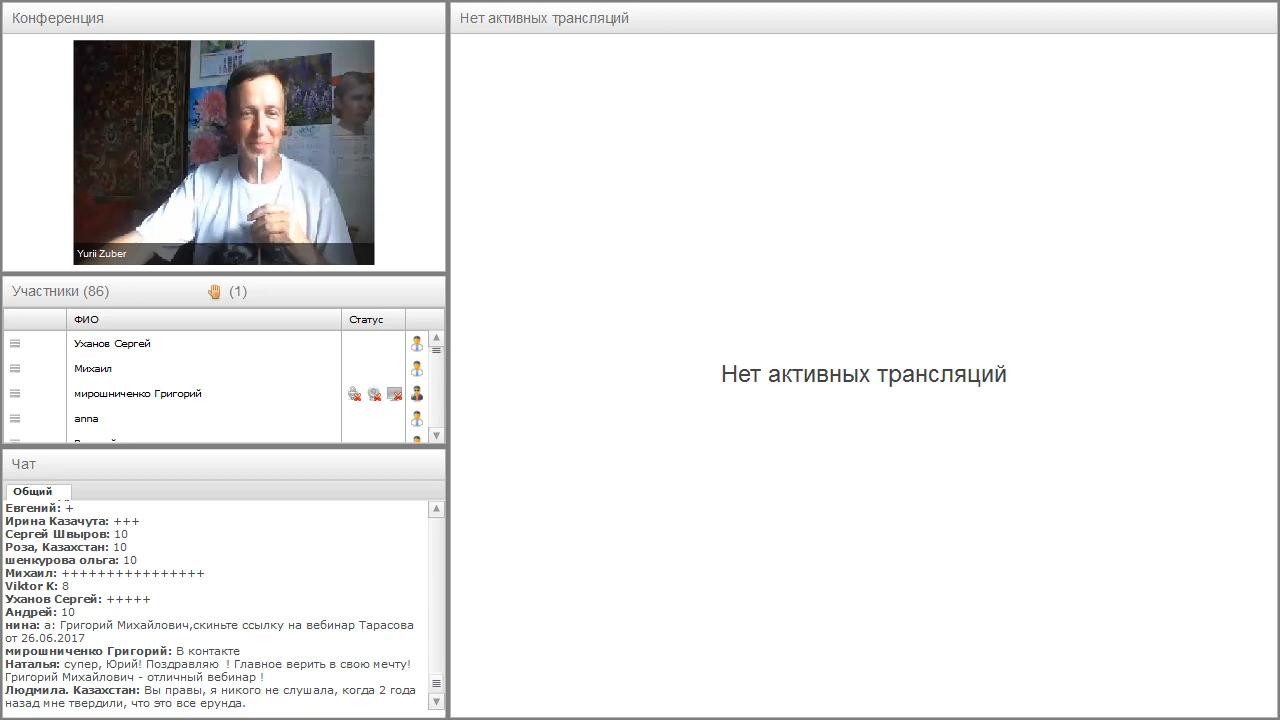 Конференция
Нет активных трансляций
Yurii Zuber
Участники (86)
(1)
ФИО
Статус
Уханов Сергей
Михаил
мирошниченко Григорий
anna
Чат
Общий
Евгений: +
Ирина Казачута: +++
Сергей Швыров: 10
Роза, Казахстан: 10
шенкурова ольга: 10
Михаил: ++++++++++++++++
Viktor K: 8
Уханов Сергей: +++++
Андрей: 10
нина: а: Григорий Михайлович,скиньте ссылку на вебинар Тарасова
от 26.06.2017
мирошниченко Григорий: В контакте
Наталья: супер, Юрий! Поздравляю ! Главное верить в свою мечту!
Григорий Михайлович - отличный вебинар !
Людмила. Казахстан: Вы правы, я никого не слушала, когда 2 года
назад мне твердили, что это все ерунда.
Нет активных трансляций